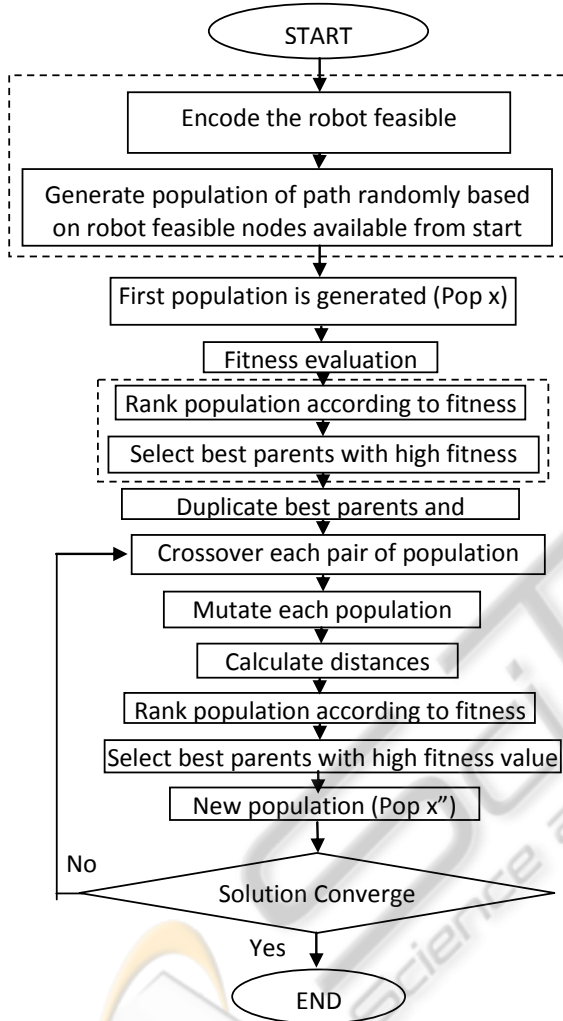 START
Encode the robot feasible
Generate population of path randomly based
on robot feasible nodes available from start
First population is generated (Pop x)
Fitness evaluation
Rank population according to fitness
Select best parents with high fitness
Duplicate best parents and
Crossover each pair of population
Mutate each population
Calculate distances
Rank population according to fitness
Select best parents with high fitness value
New population (Pop x”)
No
Solution Converge
Yes
END